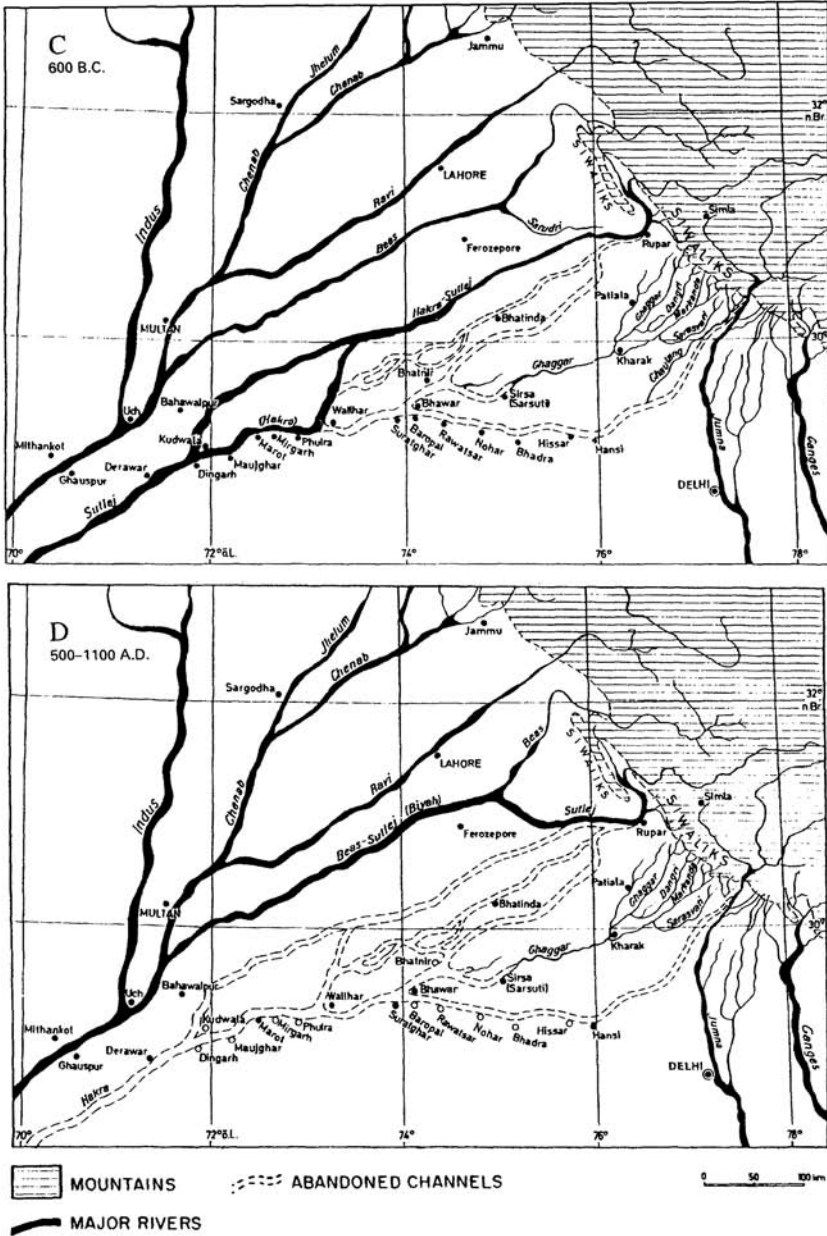 C
600 B.C.
Jammu
Jhelum
Chenab
Sargodha
32°
n.Br.
Chenab
Ravi
LAHORE
SIWALIKS
Indus
Beas
Sarudri
Simla
SIWALIKS
Ferozepore
Rupar
Hakra-Sutlej
Patiala
Ghaggar
Dangri
Markanda
MULTAN
Bhatinda
Sarasvati
30°
Ghaggar
Kharak
Chautang
Bhatnir
Sirsa
(Sarsuti)
Bahawalpur
Uch
(Hakra)
Wallhar
Bhawar
Jumna
Ganges
Kudwala
Marot
Mirgarh
Phulra
Suratghar
Baropal
Rawatsar
Nohar
Bhadra
Hissar
Hansi
Mithankot
Ghauspur
Derawar
Dingarh
Maujghar
DELHI
Sutlej
70°
72°ö.L.
74°
76°
78°
D
500–1100 A.D.
Jammu
Jhelum
Chenab
Sargodha
32°
n.Br.
Chenab
Ravi
LAHORE
Beas
SIWALIKS
Indus
Beas-Sutlej (Biyah)
Sutlej
Simla
SIWALIKS
Ferozepore
Rupar
Patiala
Ghaggar
Dangri
Markanda
MULTAN
Bhatinda
Sarasvati
30°
Ghaggar
Kharak
Bhatnir
Sirsa
(Sarsuti)
Bahawalpur
Uch
Wallhar
Bhawar
Jumna
Ganges
Kudwala
Marot
Mirgarh
Phulra
Suratghar
Baropal
Rawatsar
Nohar
Bhadra
Hissar
Hansi
Mithankot
Ghauspur
Derawar
Dingarh
Maujghar
DELHI
Hakra
70°
72°ö.L.
74°
76°
78°
MOUNTAINS
ABANDONED CHANNELS
0 50 100 km
MAJOR RIVERS